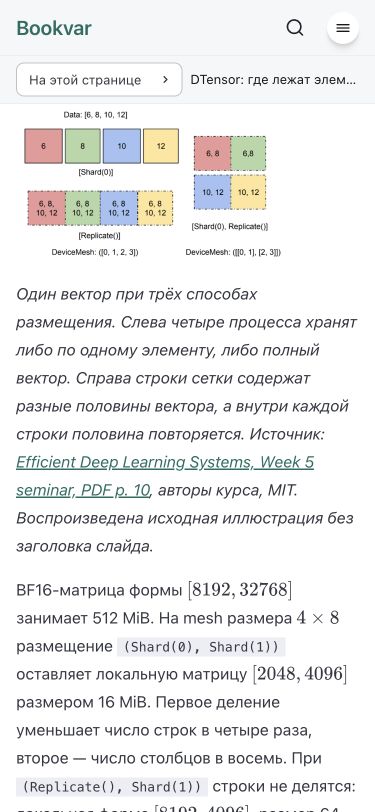 Bookvar
На этой странице
DTensor: где лежат элем...
Data: [6, 8, 10, 12]
6 8 10 12
[Shard(0)]
6, 8 6,8
10, 12 10, 12
[Shard(0), Replicate()]
6, 8, 10, 12 6, 8, 10, 12 6, 8, 10, 12 6, 8, 10, 12
[Replicate()]
DeviceMesh: ([0, 1, 2, 3])
DeviceMesh: ([[0, 1], [2, 3]])
Один вектор при трёх способах
размещения. Слева четыре процесса хранят
либо по одному элементу, либо полный
вектор. Справа строки сетки содержат
разные половины вектора, а внутри каждой
строки половина повторяется. Источник:
Efficient Deep Learning Systems, Week 5
seminar, PDF p. 10, авторы курса, MIT.
Воспроизведена исходная иллюстрация без
заголовка слайда.
BF16-матрица формы [8192, 32768]
занимает 512 MiB. На mesh размера 4 × 8
размещение (Shard(0), Shard(1))
оставляет локальную матрицу [2048, 4096]
размером 16 MiB. Первое деление
уменьшает число строк в четыре раза,
второе — число столбцов в восемь. При
(Replicate(), Shard(1)) строки не делятся: